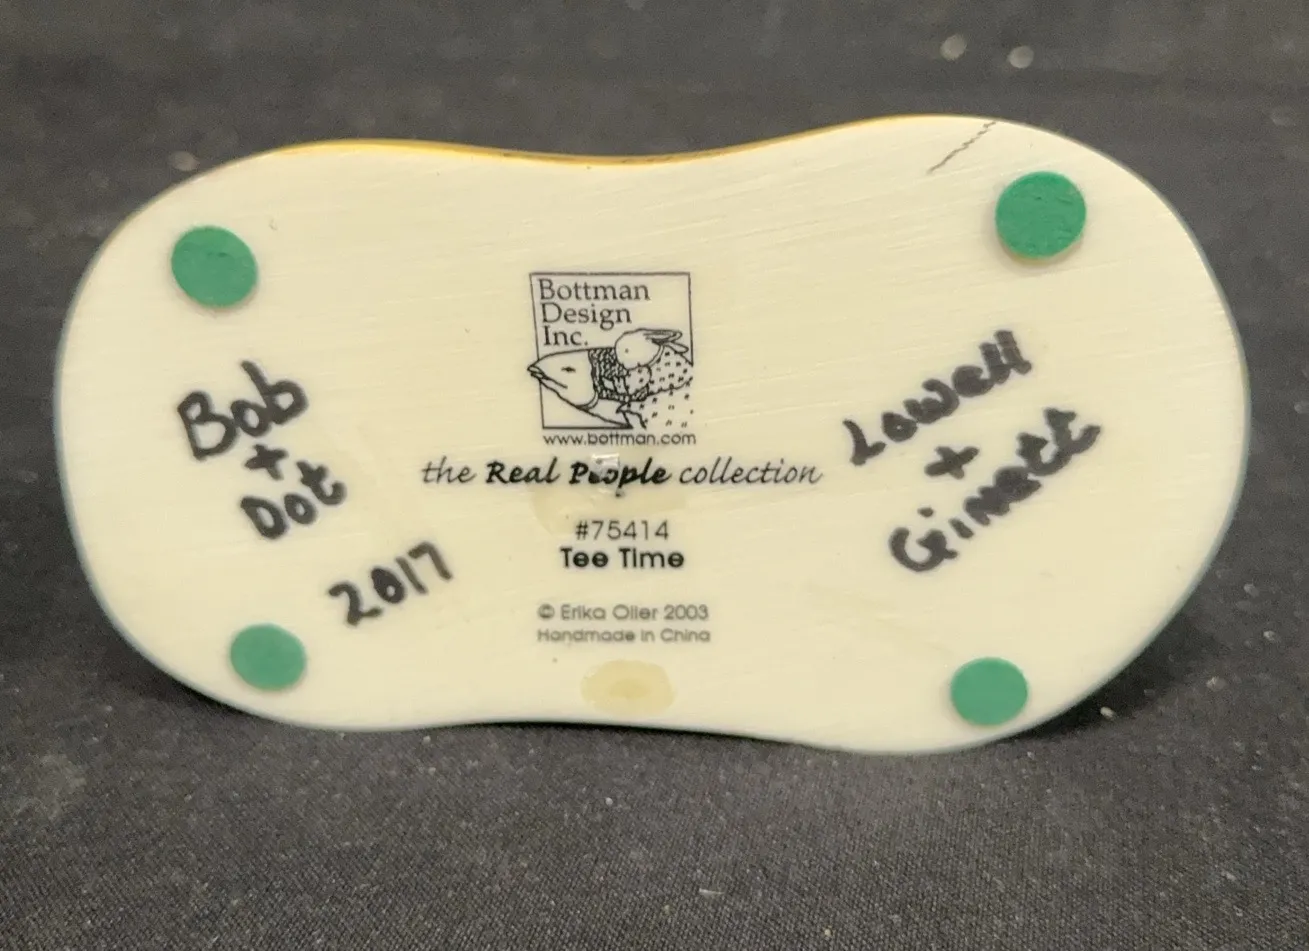 Bottman
Design
Inc.
www.bottman.com
the Real People collection
#75414
Tee Time
© Erika Oller 2003
Handmade in China
Bob
+
Dot
2017
Lowell
+
Ginett